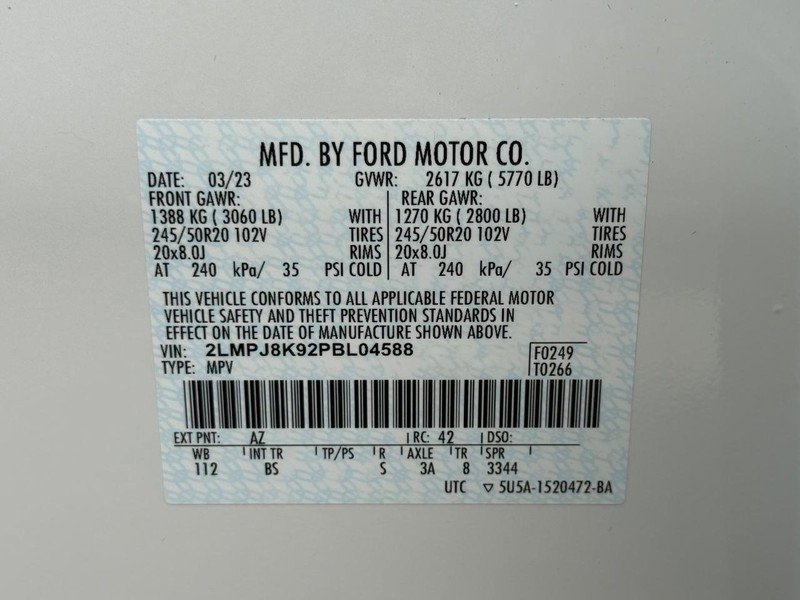 MFD. BY FORD MOTOR CO.
DATE: 03/23 GVWR: 2617 KG ( 5770 LB)
FRONT GAWR: REAR GAWR:
1388 KG ( 3060 LB) WITH 1270 KG ( 2800 LB) WITH
245/50R20 102V TIRES 245/50R20 102V TIRES
20x8.0J RIMS 20x8.0J RIMS
AT 240 kPa/ 35 PSI COLD AT 240 kPa/ 35 PSI COLD
THIS VEHICLE CONFORMS TO ALL APPLICABLE FEDERAL MOTOR
VEHICLE SAFETY AND THEFT PREVENTION STANDARDS IN
EFFECT ON THE DATE OF MANUFACTURE SHOWN ABOVE.
VIN: 2LMPJ8K92PBL04588 F0249
TYPE: MPV T0266
EXT PNT: AZ RC: 42 DSO:
WB INT TR TP/PS R AXLE TR SPR
112 BS S 3A 8 3344
UTC ▽ 5U5A-1520472-BA